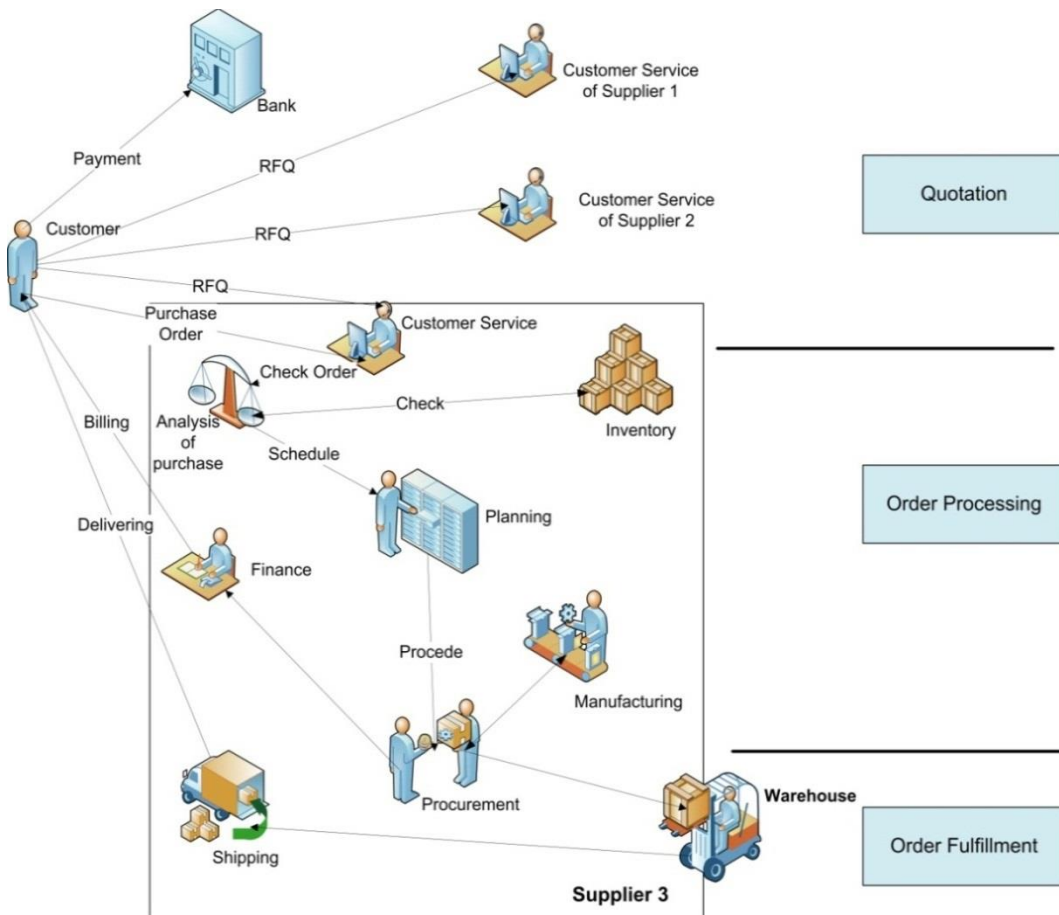 Bank
Customer Service
of Supplier 1
Payment
RFQ
Customer
Customer Service
of Supplier 2
Quotation
RFQ
RFQ
Purchase
Order
Customer Service
Check Order
Check
Billing
Analysis
of
purchase
Schedule
Inventory
Delivering
Planning
Order Processing
Finance
Procede
Manufacturing
Procurement
Warehouse
Shipping
Order Fulfillment
Supplier 3